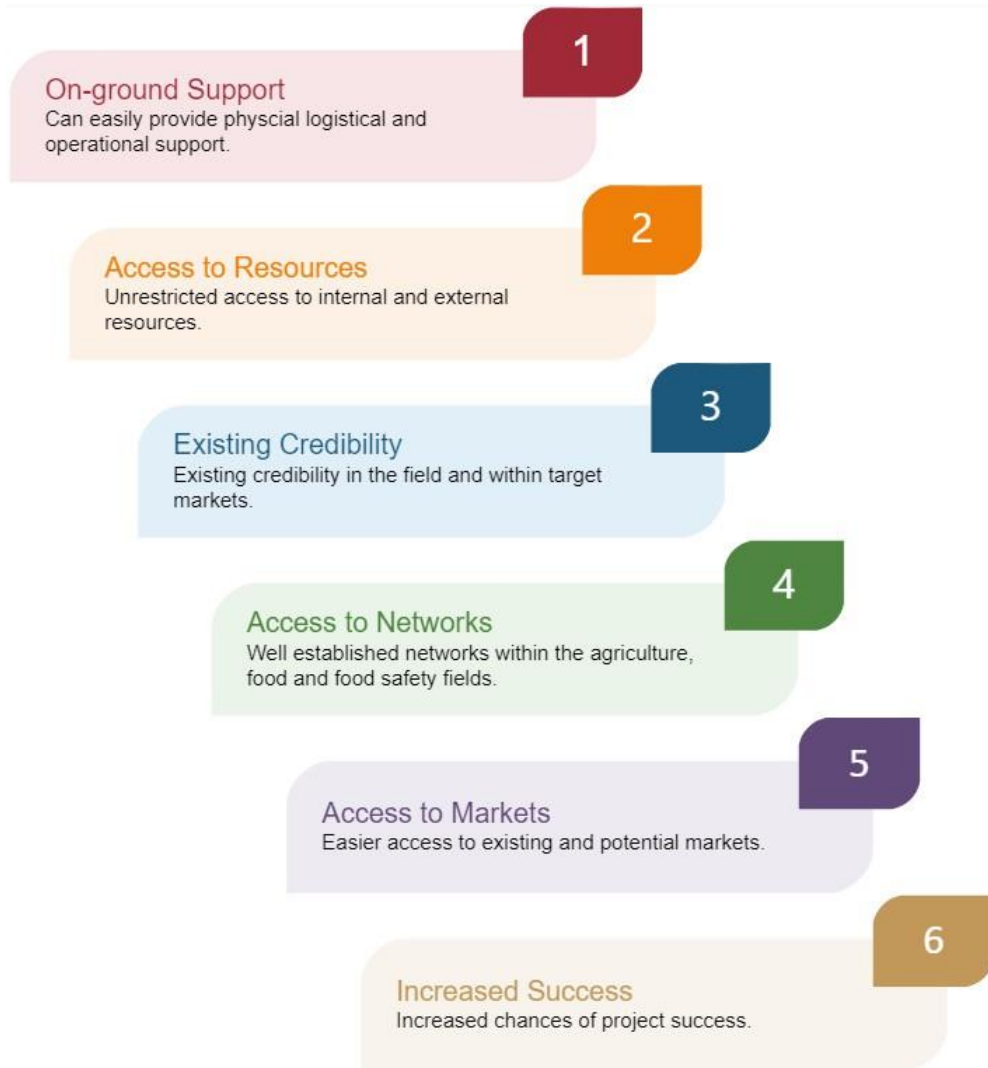 1
On-ground Support
Can easily provide physcial logistical and
operational support.
2
Access to Resources
Unrestricted access to internal and external
resources.
3
Existing Credibility
Existing credibility in the field and within target
markets.
4
Access to Networks
Well established networks within the agriculture,
food and food safety fields.
5
Access to Markets
Easier access to existing and potential markets.
6
Increased Success
Increased chances of project success.